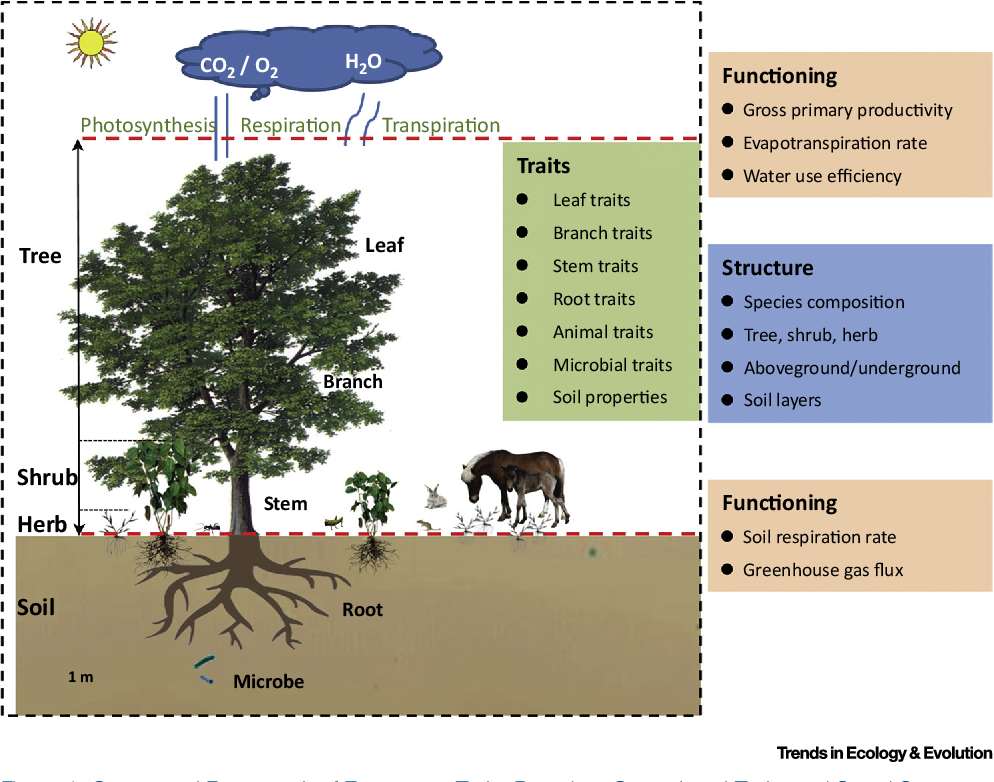 CO2 / O2
H2O
Photosynthesis
Respiration
Transpiration
Tree
Leaf
Branch
Shrub
Stem
Herb
Soil
Root
1 m
Microbe
Traits
● Leaf traits
● Branch traits
● Stem traits
● Root traits
● Animal traits
● Microbial traits
● Soil properties
Functioning
● Gross primary productivity
● Evapotranspiration rate
● Water use efficiency
Structure
● Species composition
● Tree, shrub, herb
● Aboveground/underground
● Soil layers
Functioning
● Soil respiration rate
● Greenhouse gas flux
Trends in Ecology & Evolution